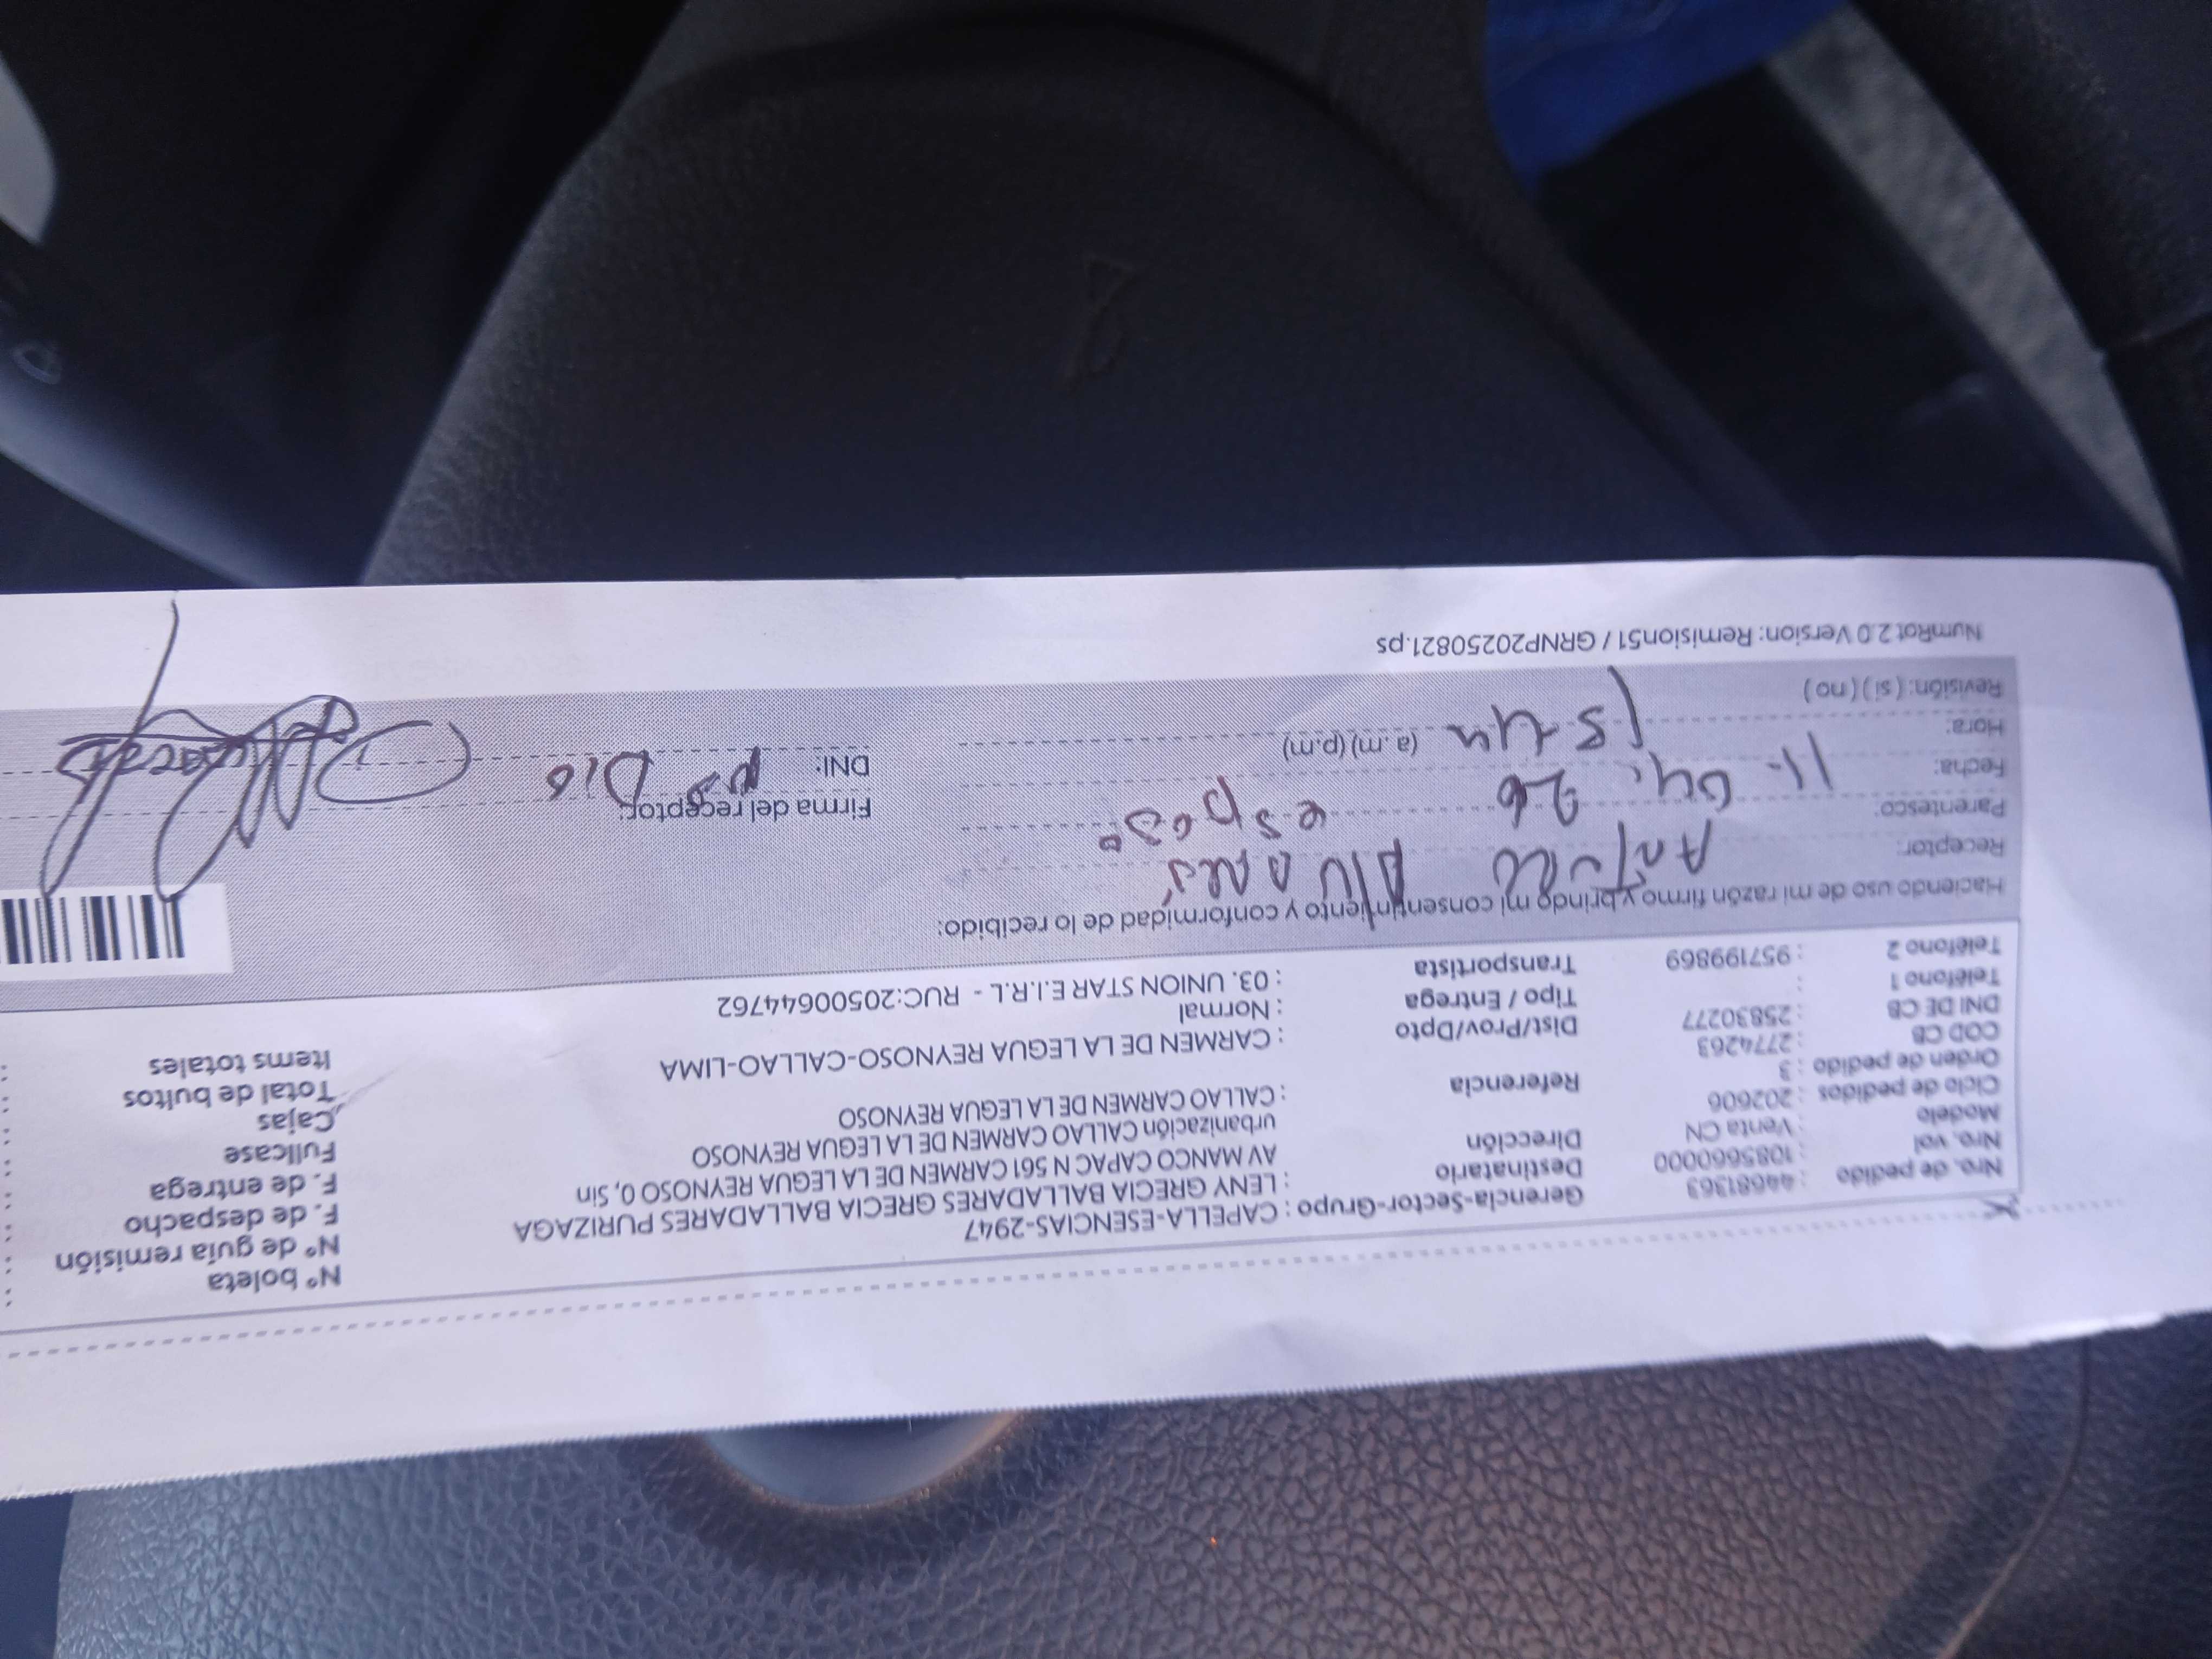 Nº boleta :
Nº de guía remisión :
F. de despacho :
F. de entrega :
Fullcase :
Cajas :
Total de bultos :
Items totales :
Nro. de pedido : 44681363
Nro. vol : 1085660000
Modelo : Venta CN
Ciclo de pedidos : 202606
Orden de pedido : 3
COD CB : 2774263
DNI DE CB : 25830277
Teléfono 1 :
Teléfono 2 : 957199869
Gerencia-Sector-Grupo : CAPELLA-ESENCIAS-2947
Destinatario : LENY GRECIA BALLADARES GRECIA BALLADARES PURIZAGA
Dirección AV MANCO CAPAC N 561 CARMEN DE LA LEGUA REYNOSO 0, Sin
urbanización CALLAO CARMEN DE LA LEGUA REYNOSO
Referencia : CALLAO CARMEN DE LA LEGUA REYNOSO
Dist/Prov/Dpto : CARMEN DE LA LEGUA REYNOSO-CALLAO-LIMA
Tipo / Entrega : Normal
Transportista : 03. UNION STAR E.I.R.L - RUC:20500644762
Haciendo uso de mi razón firmo y brindo mi consentimiento y conformidad de lo recibido:
Receptor:
Parentesco: esposo
Fecha: 11-04-26
Hora: (a.m) (p.m)
Revisión: ( si ) ( no )
Firma del receptor:
DNI: no Dio
NumRot 2.0 Version: Remision51 / GRNP20250821.ps